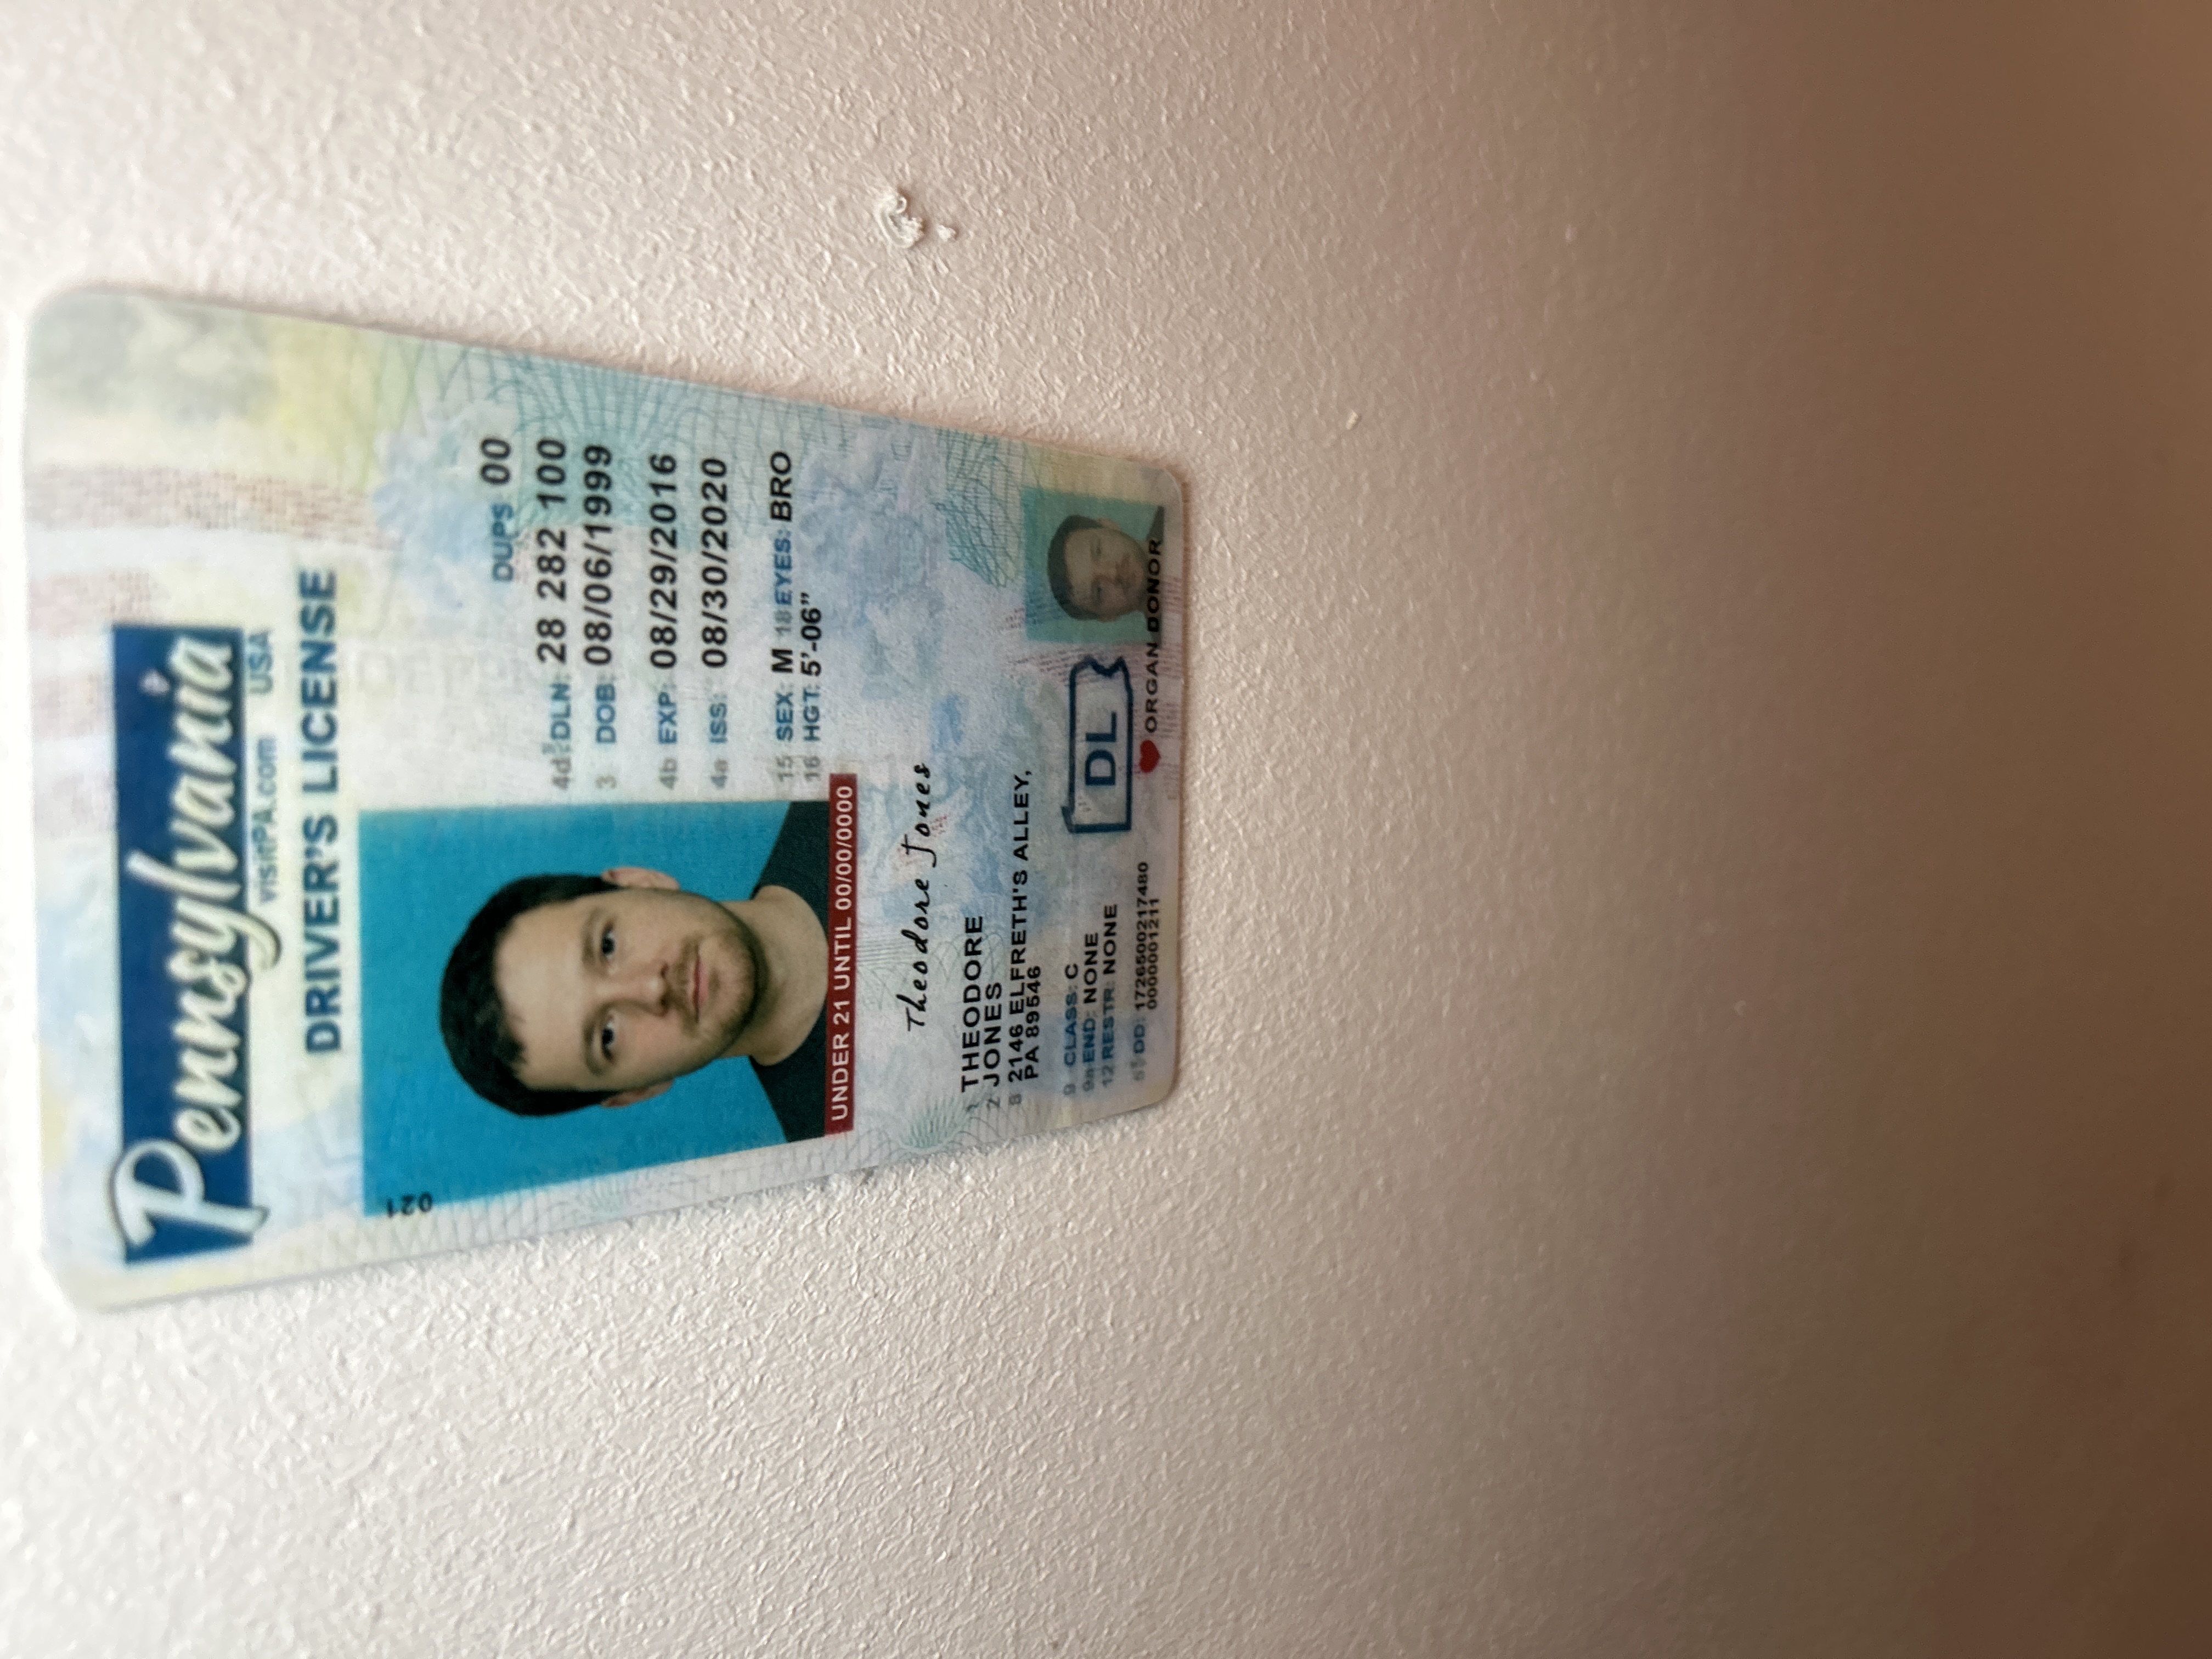 Pennsylvania
visitPA.com USA
DRIVER'S LICENSE
021
DUPS 00
DLN: 28 282 100
3 DOB: 08/06/1999
4b EXP: 08/29/2016
4a ISS: 08/30/2020
15 SEX: M 18 EYES: BRO
16 HGT: 5'-06”
UNDER 21 UNTIL 00/00/0000
Theodore Jones
1 THEODORE
2 JONES
8 2146 ELFRETH'S ALLEY,
PA 89546
9 CLASS: C
9a END: NONE
12 RESTR: NONE
DL
DD: 1726500217480
0000001211
ORGAN DONOR